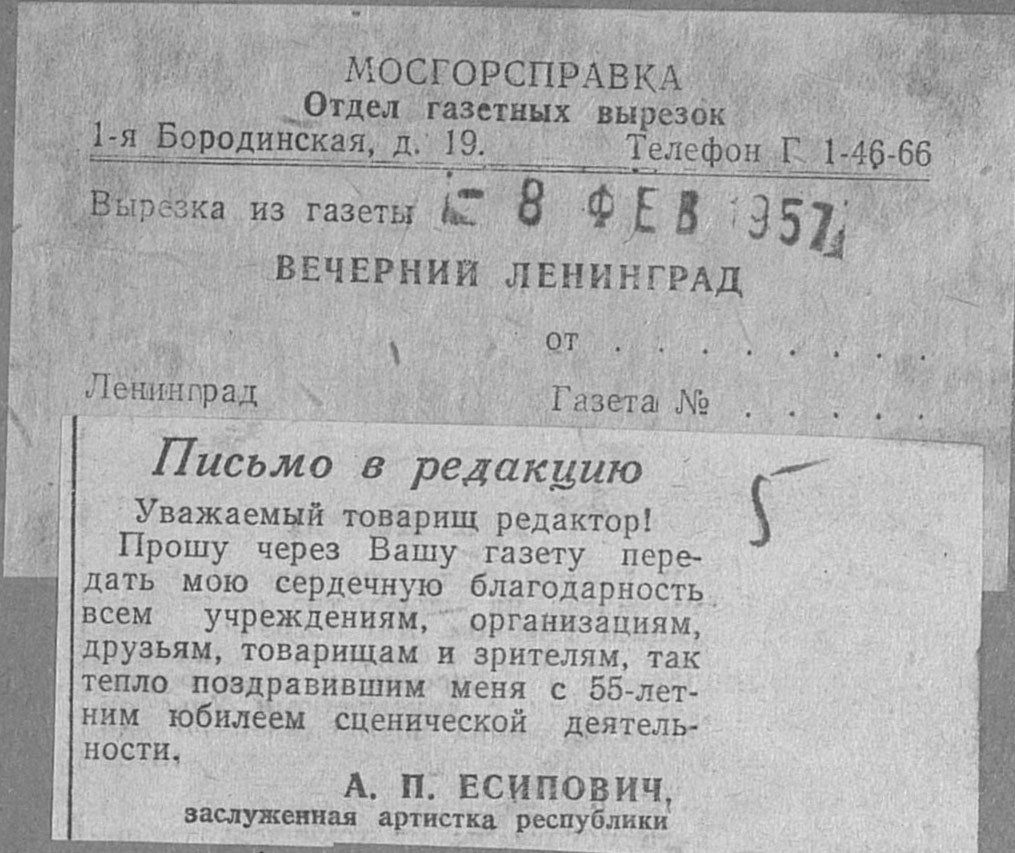 МОСГОРСПРАВКА
Отдел газетных вырезок
1-я Бородинская, д. 19. Телефон Г 1-46-66
Вырезка из газеты - 8 ФЕВ 1957
ВЕЧЕРНИЙ ЛЕНИНГРАД
от . . . . . . . .
Ленинград Газета № . . . . .
Письмо в редакцию
5
Уважаемый товарищ редактор!
Прошу через Вашу газету пере-
дать мою сердечную благодарность
всем учреждениям, организациям,
друзьям, товарищам и зрителям, так
тепло поздравившим меня с 55-лет-
ним юбилеем сценической деятель-
ности.
А. П. ЕСИПОВИЧ,
заслуженная артистка республики